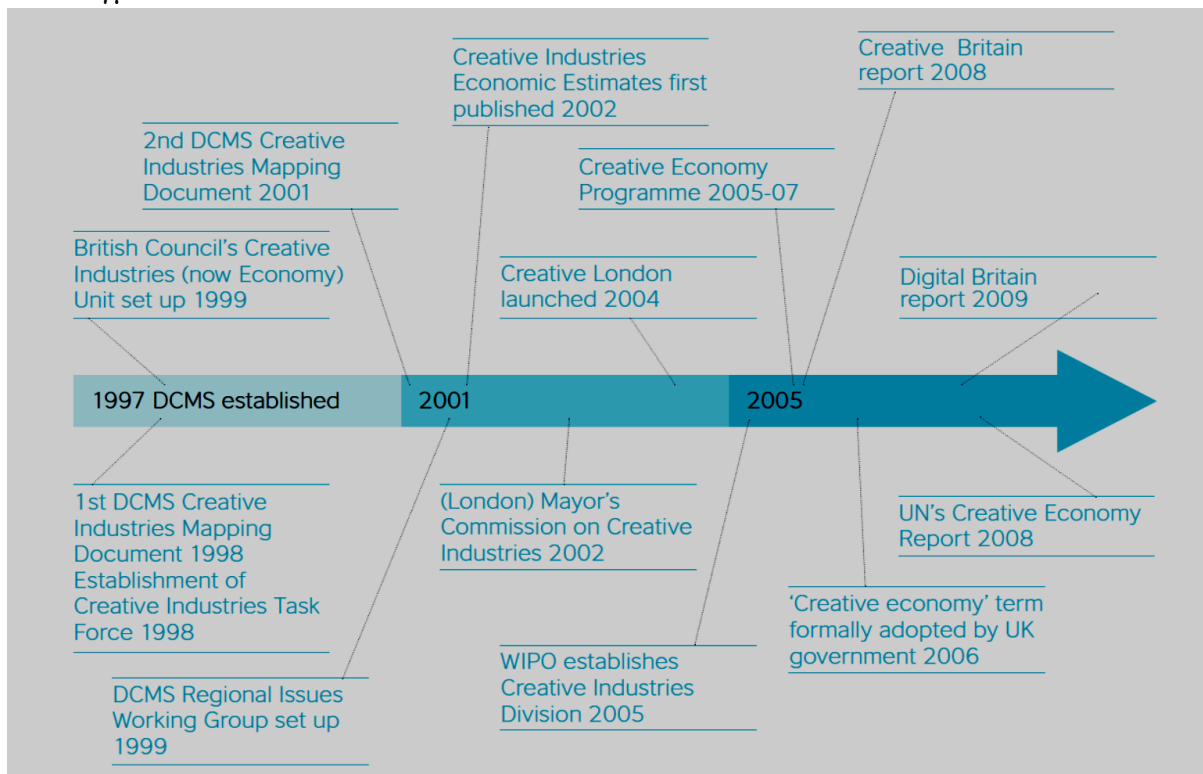 Creative Industries
Economic Estimates first
published 2002
Creative Britain
report 2008
2nd DCMS Creative
Industries Mapping
Document 2001
Creative Economy
Programme 2005-07
British Council’s Creative
Industries (now Economy)
Unit set up 1999
Creative London
launched 2004
Digital Britain
report 2009
1997 DCMS established
2001
2005
1st DCMS Creative
Industries Mapping
Document 1998
Establishment of
Creative Industries Task
Force 1998
(London) Mayor’s
Commission on Creative
Industries 2002
UN’s Creative Economy
Report 2008
‘Creative economy’ term
formally adopted by UK
government 2006
WIPO establishes
Creative Industries
Division 2005
DCMS Regional Issues
Working Group set up
1999